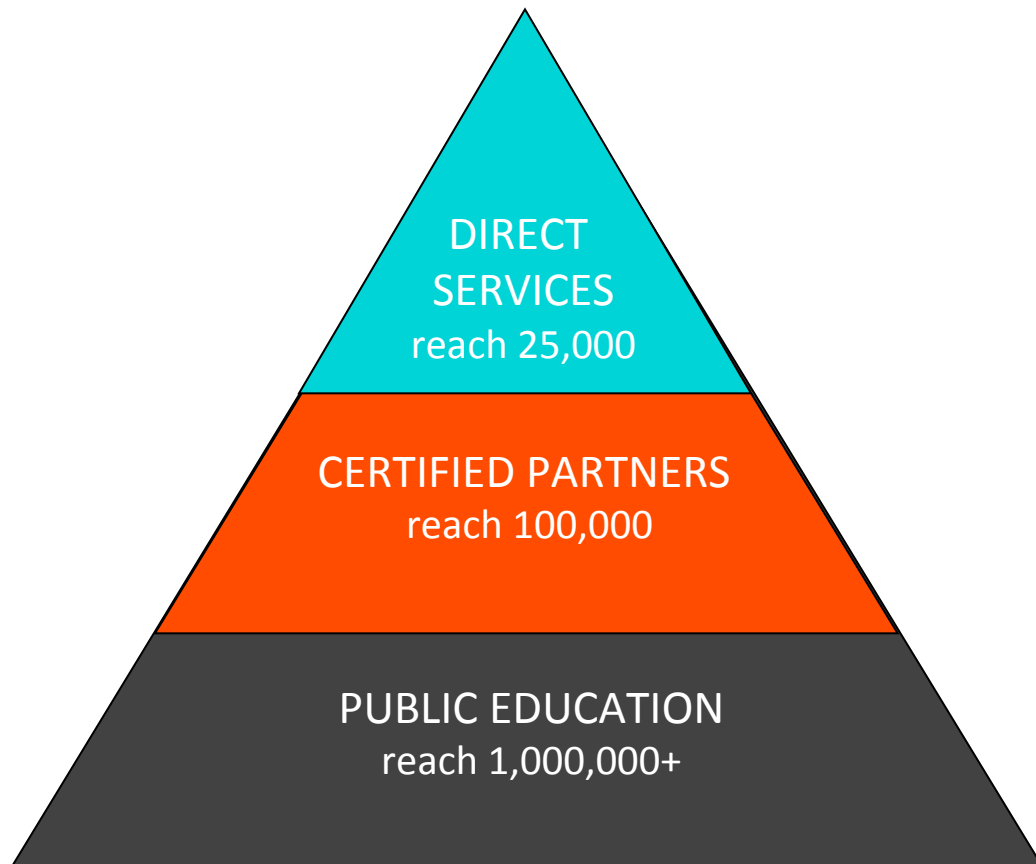 DIRECT
SERVICES
reach 25,000
CERTIFIED PARTNERS
reach 100,000
PUBLIC EDUCATION
reach 1,000,000+